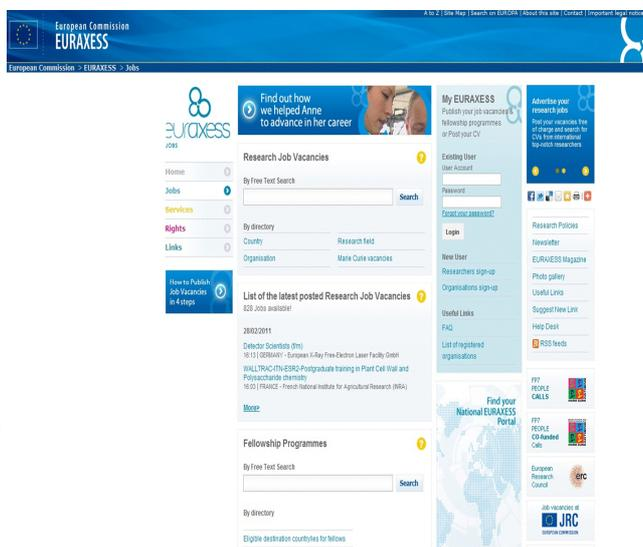 A to Z | Site Map | Search on EUROPA | About this site | Contact | Important legal notice
European Commission
EURAXESS
European Commission > EURAXESS > Jobs
euraxess
JOBS
Home
Jobs
Services
Rights
Links
How to Publish
Job Vacancies
in 4 steps
Find out how
we helped Anne
to advance in her career
Research Job Vacancies
By Free Text Search
Search
By directory
Country
Research field
Organisation
Marie Curie vacancies
List of the latest posted Research Job Vacancies
828 Jobs available!
28/02/2011
Detector Scientists (f/m)
16:13 | GERMANY - European X-Ray Free-Electron Laser Facility GmbH
WALLTRAC-ITN-ESR2-Postgraduate training in Plant Cell Wall and
Polysaccharide chemistry
16:03 | FRANCE - French National Institute for Agricultural Research (INRA)
More>
Fellowship Programmes
By Free Text Search
Search
By directory
Eligible destination country/ies for fellows
My EURAXESS
Publish your job vacancies,
fellowship programmes
or Post your CV
Existing User
User Account
Password
Forgot your password?
Login
New User
Researchers sign-up
Organisations sign-up
Useful Links
FAQ
List of registered
organisations
Find your
National EURAXESS
Portal
Advertise your
research jobs
Post your vacancies free
of charge and search for
CVs from international
top-notch researchers
Research Policies
Newsletter
EURAXESS Magazine
Photo gallery
Useful Links
Suggest New Link
Help Desk
RSS feeds
FP7
PEOPLE
CALLS
FP7
PEOPLE
CO-funded
Calls
European
Research
Council
erc
Job vacancies at
JRC
EUROPEAN COMMISSION